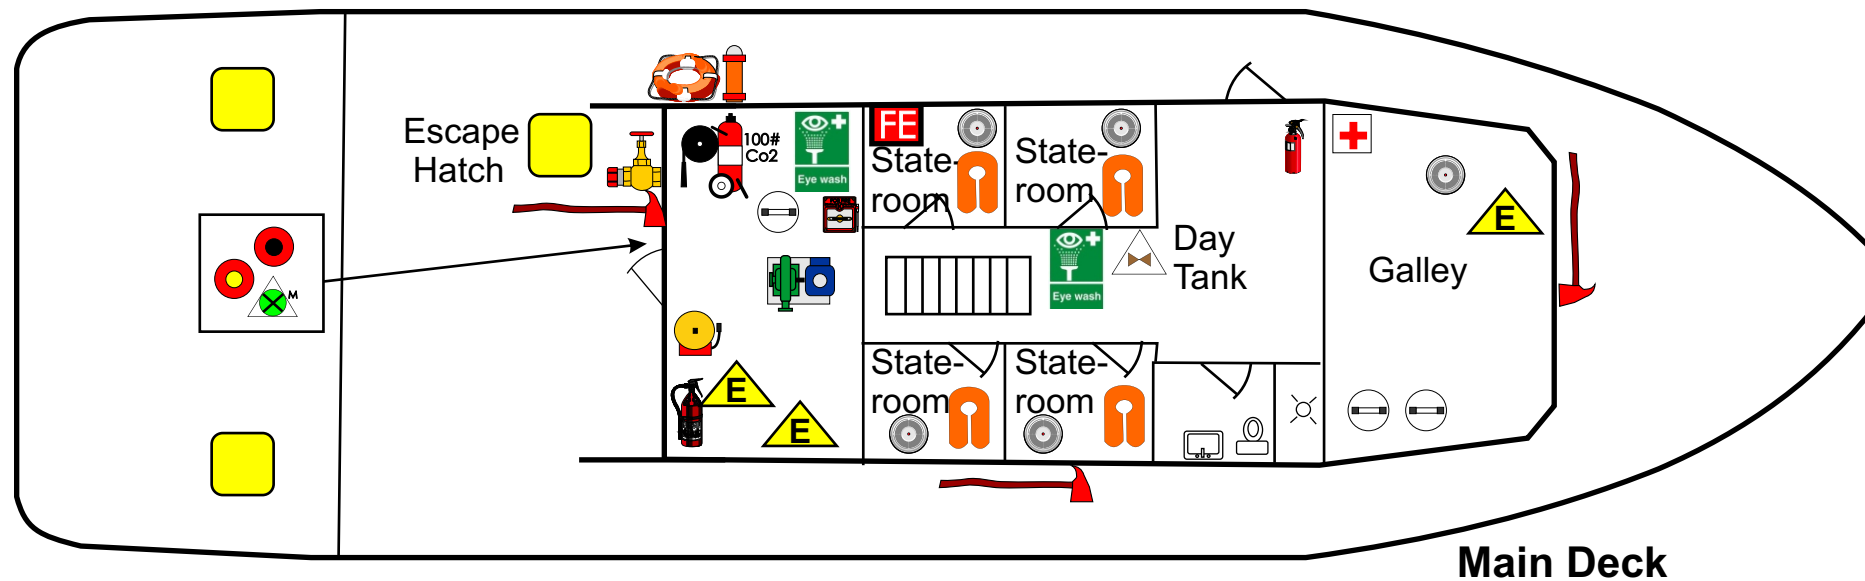 Escape
Hatch
M
100#
Co2
Eye wash
FE
State-
room
State-
room
Eye wash
Day
Tank
Galley
E
E
E
State-
room
State-
room
Main Deck